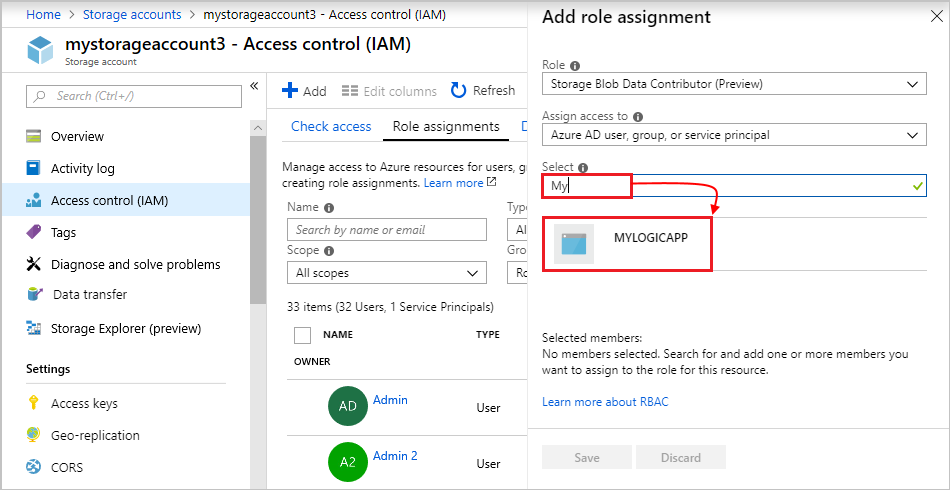 Home > Storage accounts > mystorageaccount3 - Access control (IAM)
mystorageaccount3 - Access control (IAM)
Storage account
Search (Ctrl+/)
«
Overview
Activity log
Access control (IAM)
Tags
Diagnose and solve problems
Data transfer
Storage Explorer (preview)
Settings
Access keys
Geo-replication
CORS
Add
Edit columns
Refresh
Check access
Role assignments
D
Manage access to Azure resources for users, g
creating role assignments. Learn more
Name
Typ
Search by name or email
Al
Scope
Gro
All scopes
Ro
33 items (32 Users, 1 Service Principals)
NAME
TYPE
OWNER
AD
Admin
User
A2
Admin 2
User
Add role assignment
Role
Storage Blob Data Contributor (Preview)
Assign access to
Azure AD user, group, or service principal
Select
My
MYLOGICAPP
Selected members:
No members selected. Search for and add one or more members you
want to assign to the role for this resource.
Learn more about RBAC
Save
Discard